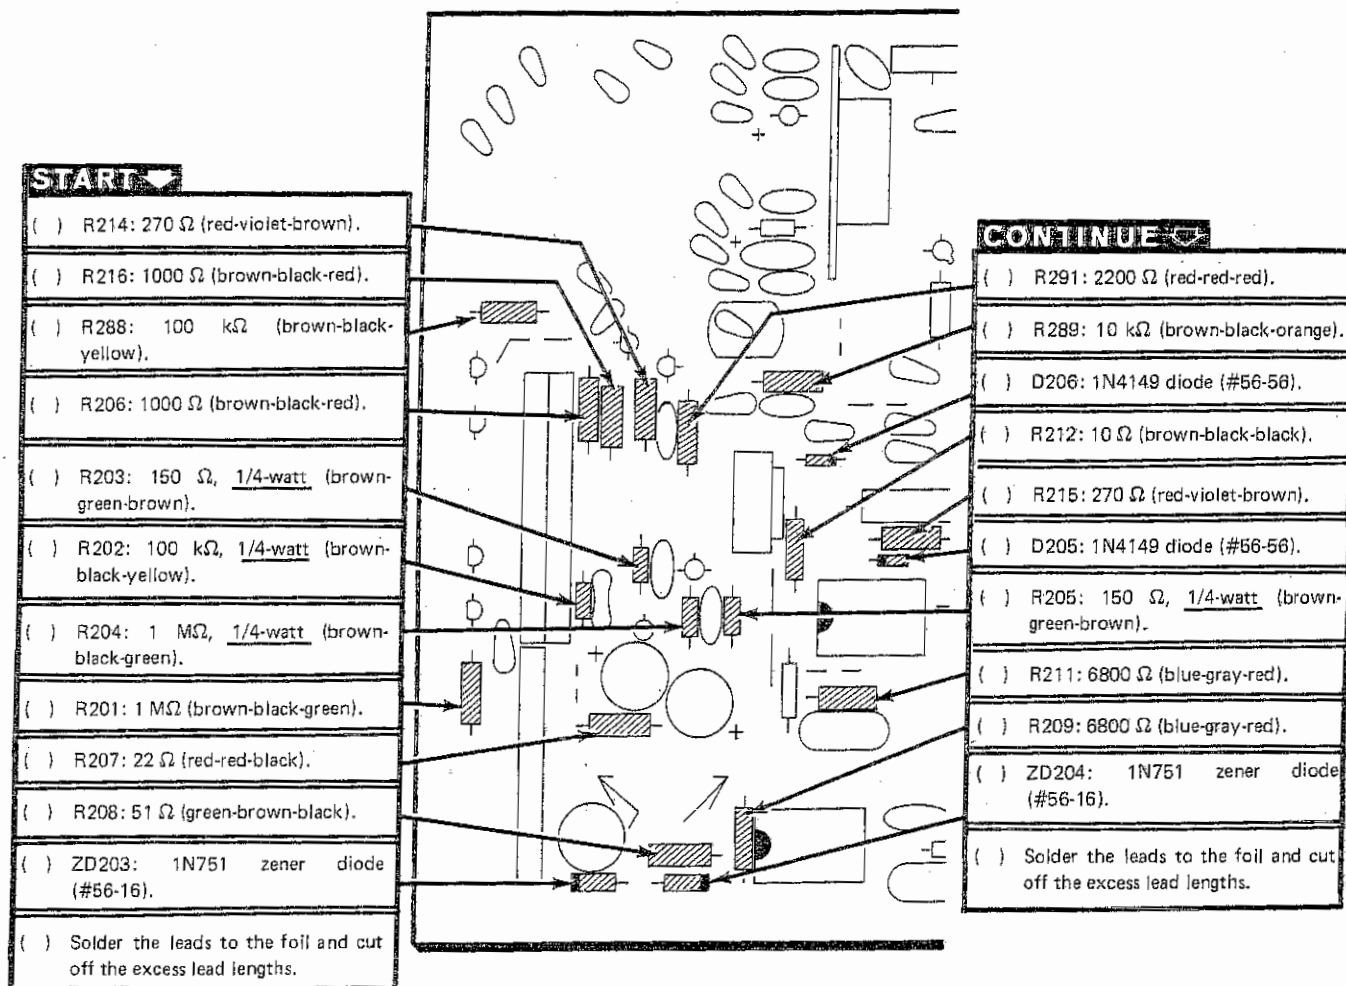 START
( ) R214: 270 Ω (red-violet-brown).
( ) R216: 1000 Ω (brown-black-red).
( ) R288: 100 kΩ (brown-black-
yellow).
( ) R206: 1000 Ω (brown-black-red).
( ) R203: 150 Ω, 1/4-watt (brown-
green-brown).
( ) R202: 100 kΩ, 1/4-watt (brown-
black-yellow).
( ) R204: 1 MΩ, 1/4-watt (brown-
black-green).
( ) R201: 1 MΩ (brown-black-green).
( ) R207: 22 Ω (red-red-black).
( ) R208: 51 Ω (green-brown-black).
( ) ZD203: 1N751 zener diode
(#56-16).
( ) Solder the leads to the foil and cut
off the excess lead lengths.
CONTINUE
( ) R291: 2200 Ω (red-red-red).
( ) R289: 10 kΩ (brown-black-orange).
( ) D206: 1N4149 diode (#56-56).
( ) R212: 10 Ω (brown-black-black).
( ) R215: 270 Ω (red-violet-brown).
( ) D205: 1N4149 diode (#56-56).
( ) R205: 150 Ω, 1/4-watt (brown-
green-brown).
( ) R211: 6800 Ω (blue-gray-red).
( ) R209: 6800 Ω (blue-gray-red).
( ) ZD204: 1N751 zener diode
(#56-16).
( ) Solder the leads to the foil and cut
off the excess lead lengths.